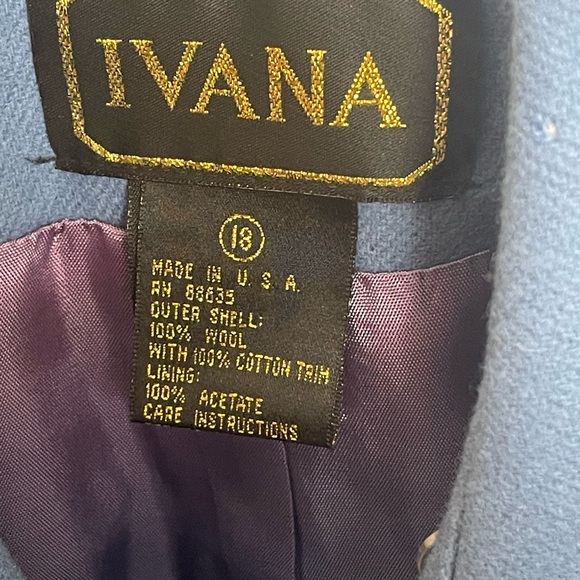 IVANA
18
MADE IN U.S.A.
RN 88635
OUTER SHELL:
100% WOOL
WITH 100% COTTON TRIM
LINING:
100% ACETATE
CARE INSTRUCTIONS